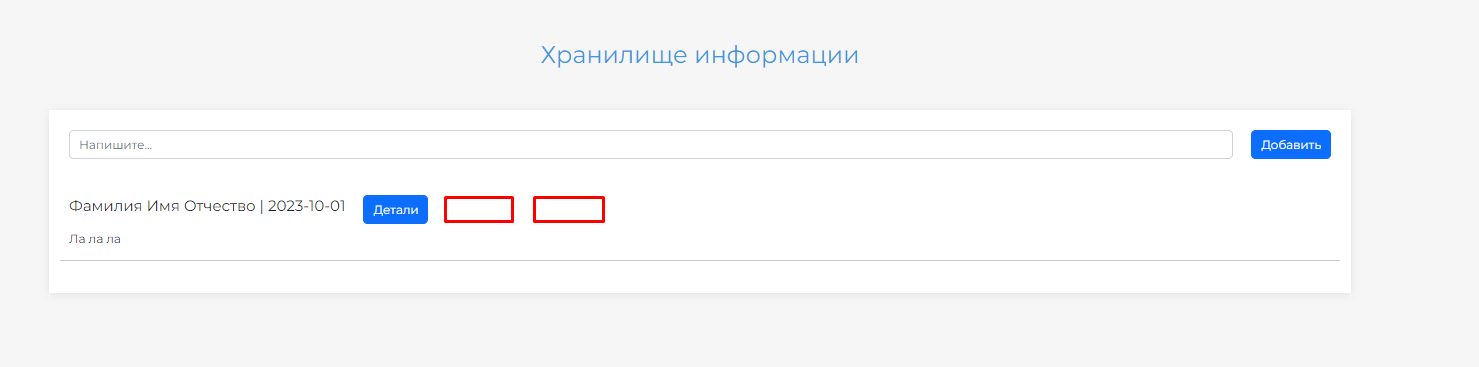 Хранилище информации
Напишите...
Добавить
Фамилия Имя Отчество | 2023-10-01
Детали
Ла ла ла